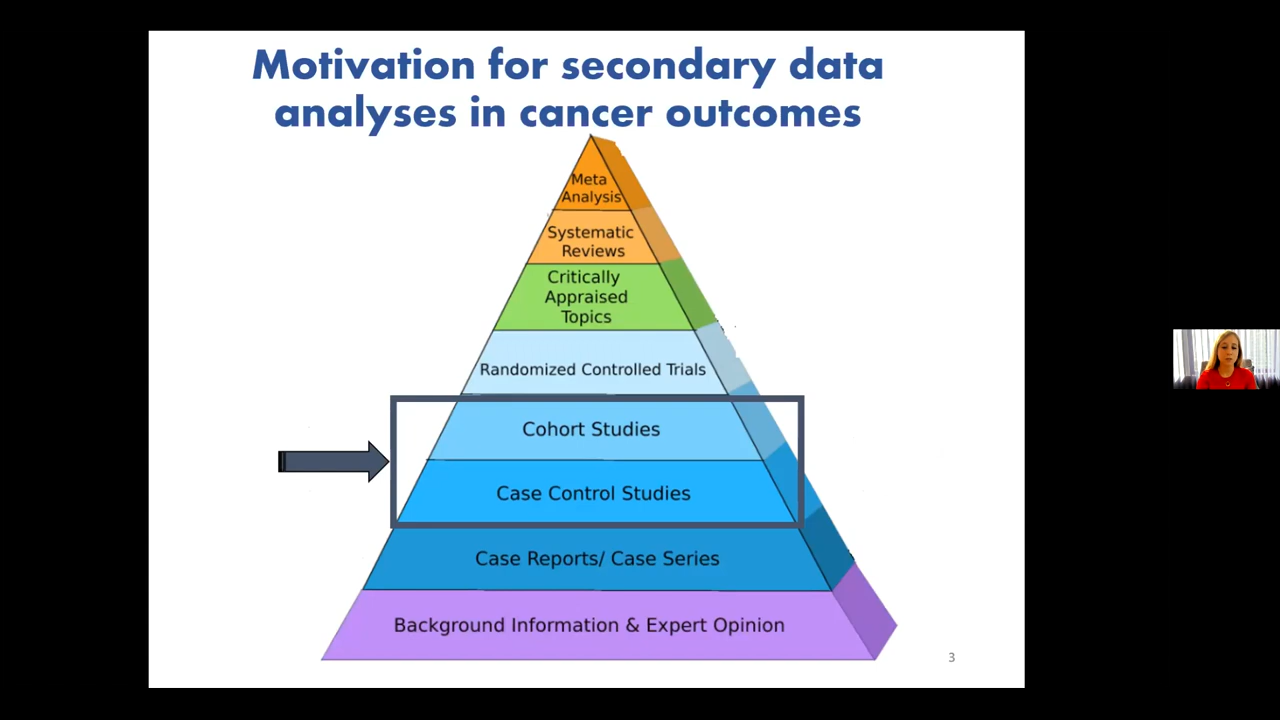 Motivation for secondary data
analyses in cancer outcomes
Meta
Analysis
Systematic
Reviews
Critically
Appraised
Topics
Randomized Controlled Trials
Cohort Studies
Case Control Studies
Case Reports/ Case Series
Background Information & Expert Opinion
3